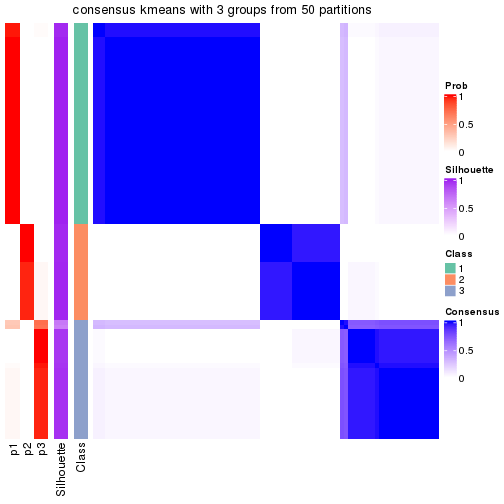 consensus kmeans with 3 groups from 50 partitions
Prob
1
0.5
0
Silhouette
1
0.5
0
Class
1
2
3
Consensus
1
0.5
0
p1
p2
p3
Silhouette
Class